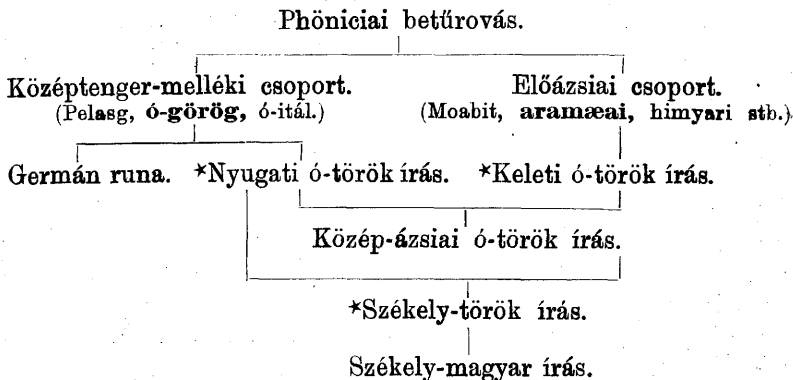 Phöniciai betűrovás.
Középtenger-melléki csoport. Előázsiai csoport.
(Pelasg, ó-görög, ó-itál.) (Moabit, aramæai, himyari stb.)
Germán runa. *Nyugati ó-török írás. *Keleti ó-török írás.
Közép-ázsiai ó-török írás.
*Székely-török írás.
Székely-magyar írás.